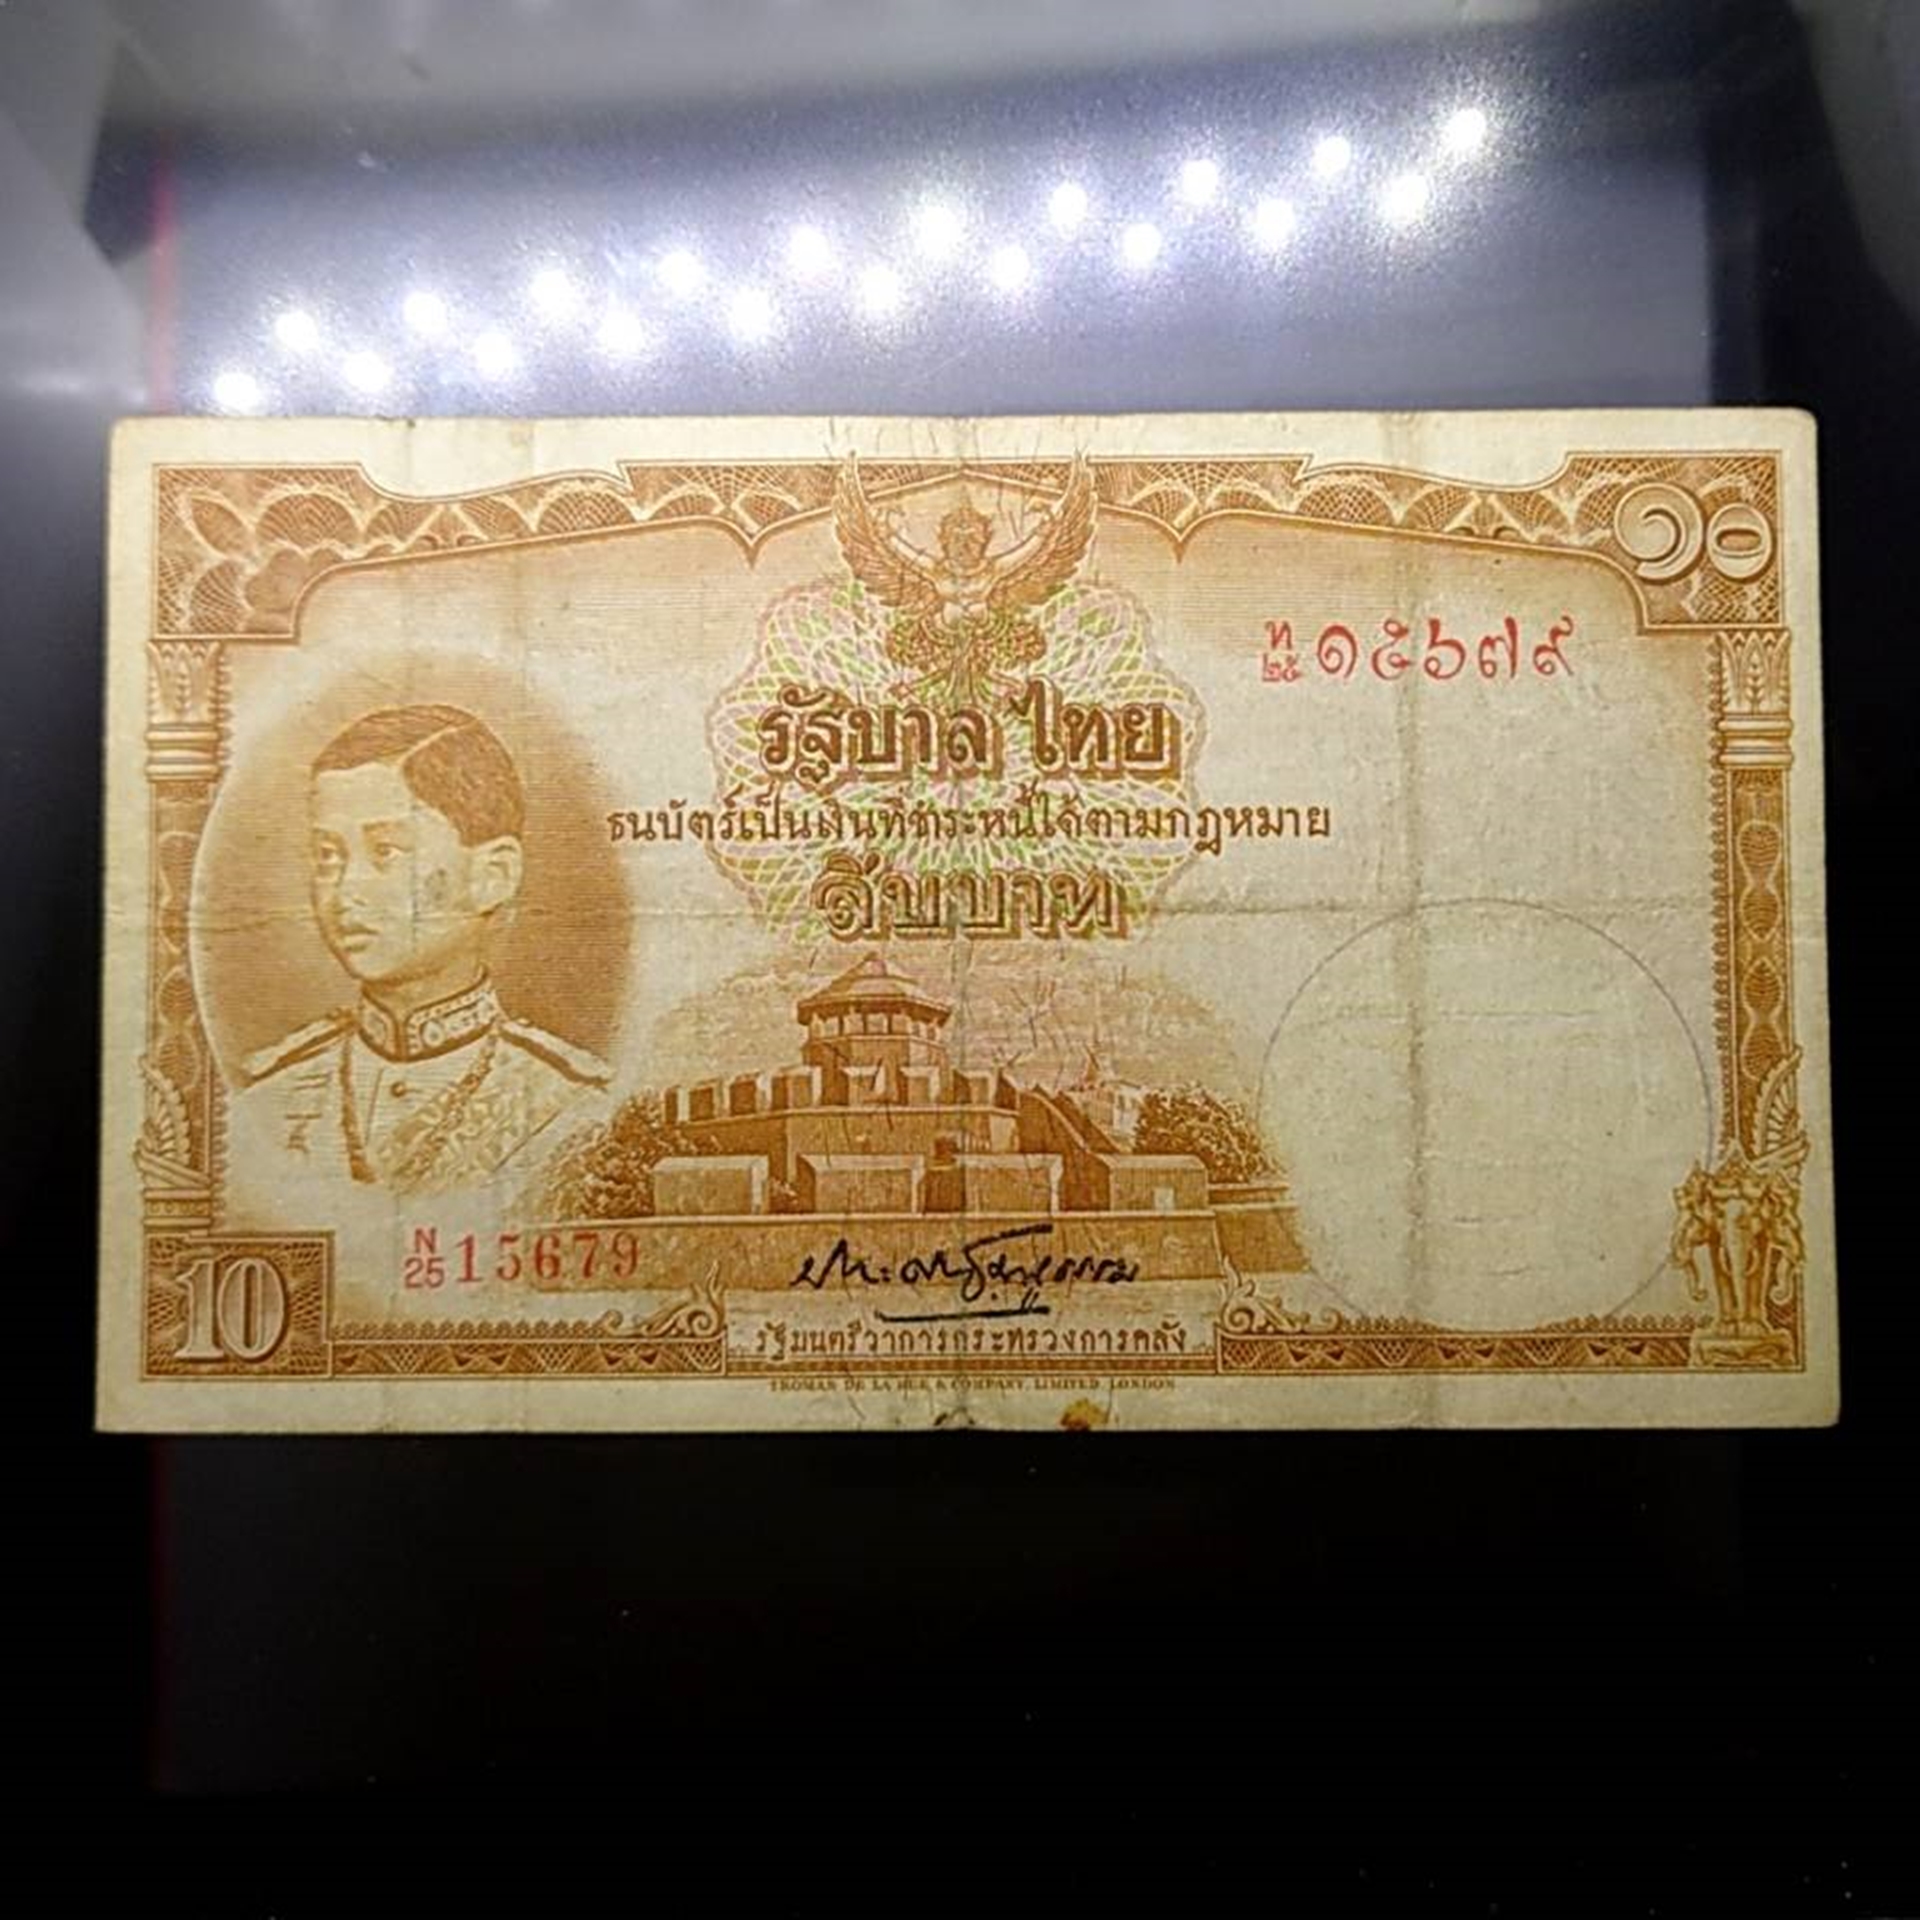 ๑๐
ท
๒๕ ๑๕๖๗๙
รัฐบาลไทย
ธนบัตร์เป็นเงินที่ชำระหนี้ได้ตามกฎหมาย
สิบบาท
N
25 15679
10
รัฐมนตรีว่าการกระทรวงการคลัง
THOMAS DE LA RUE & COMPANY, LIMITED LONDON